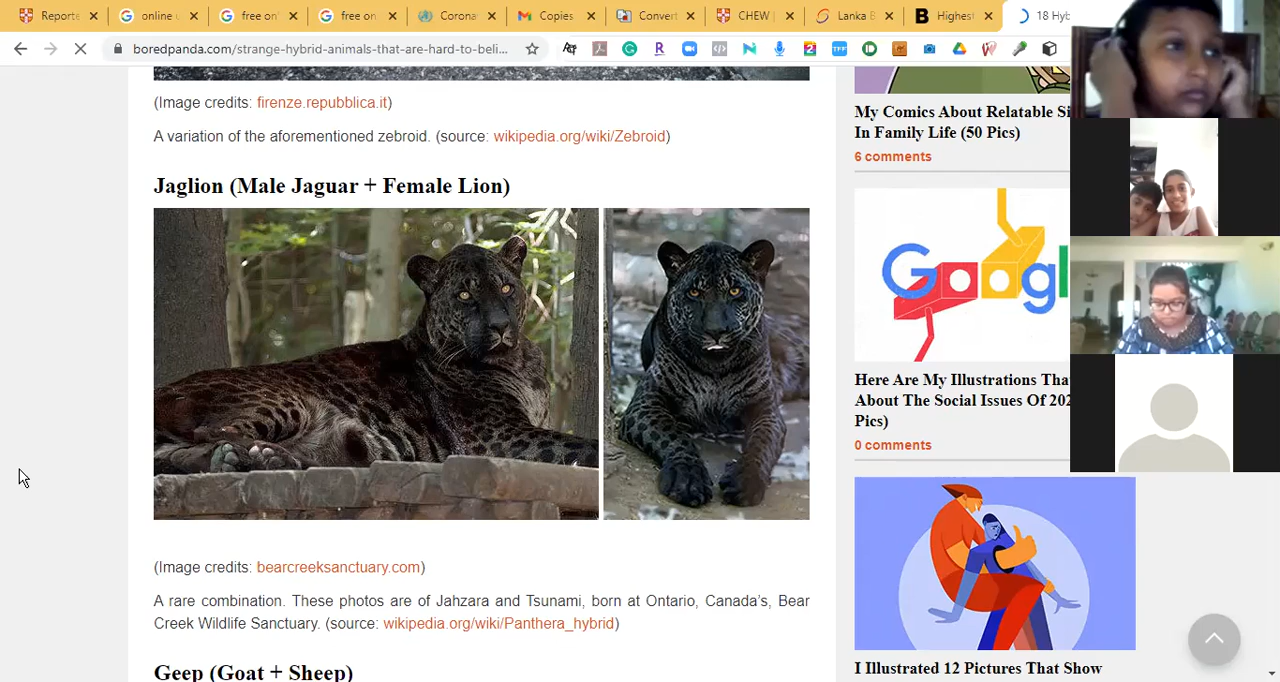 Reporte
online u
free on
free on
Corona
Copies
Convert
CHEW |
Lanka B
Highest
18 Hyb
boredpanda.com/strange-hybrid-animals-that-are-hard-to-beli...
(Image credits: firenze.repubblica.it)
A variation of the aforementioned zebroid. (source: wikipedia.org/wiki/Zebroid)
Jaglion (Male Jaguar + Female Lion)
(Image credits: bearcreeksanctuary.com)
A rare combination. These photos are of Jahzara and Tsunami, born at Ontario, Canada's, Bear
Creek Wildlife Sanctuary. (source: wikipedia.org/wiki/Panthera_hybrid)
Geep (Goat + Sheep)
My Comics About Relatable Si
In Family Life (50 Pics)
6 comments
Googl
Here Are My Illustrations Tha
About The Social Issues Of 202
Pics)
0 comments
I Illustrated 12 Pictures That Show